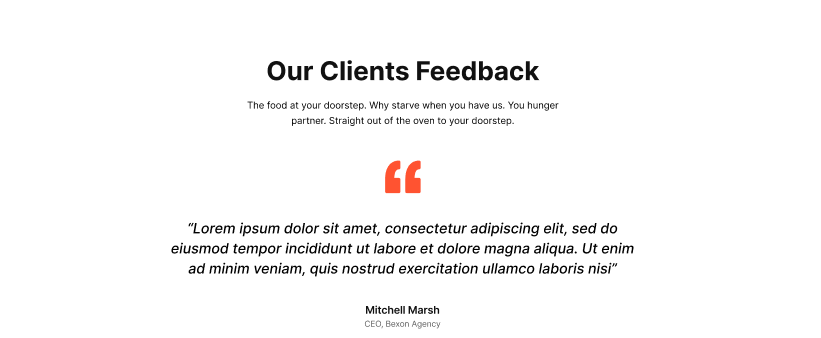 Our Clients Feedback
The food at your doorstep. Why starve when you have us. You hunger
partner. Straight out of the oven to your doorstep.
“
“Lorem ipsum dolor sit amet, consectetur adipiscing elit, sed do
eiusmod tempor incididunt ut labore et dolore magna aliqua. Ut enim
ad minim veniam, quis nostrud exercitation ullamco laboris nisi”
Mitchell Marsh
CEO, Bexon Agency